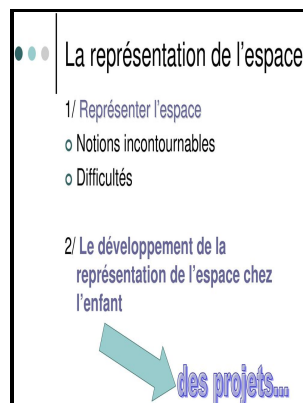 La représentation de l'espace
1/ Représenter l'espace
Notions incontournables
Difficultés
2/ Le développement de la
représentation de l'espace chez
l'enfant
des projets...